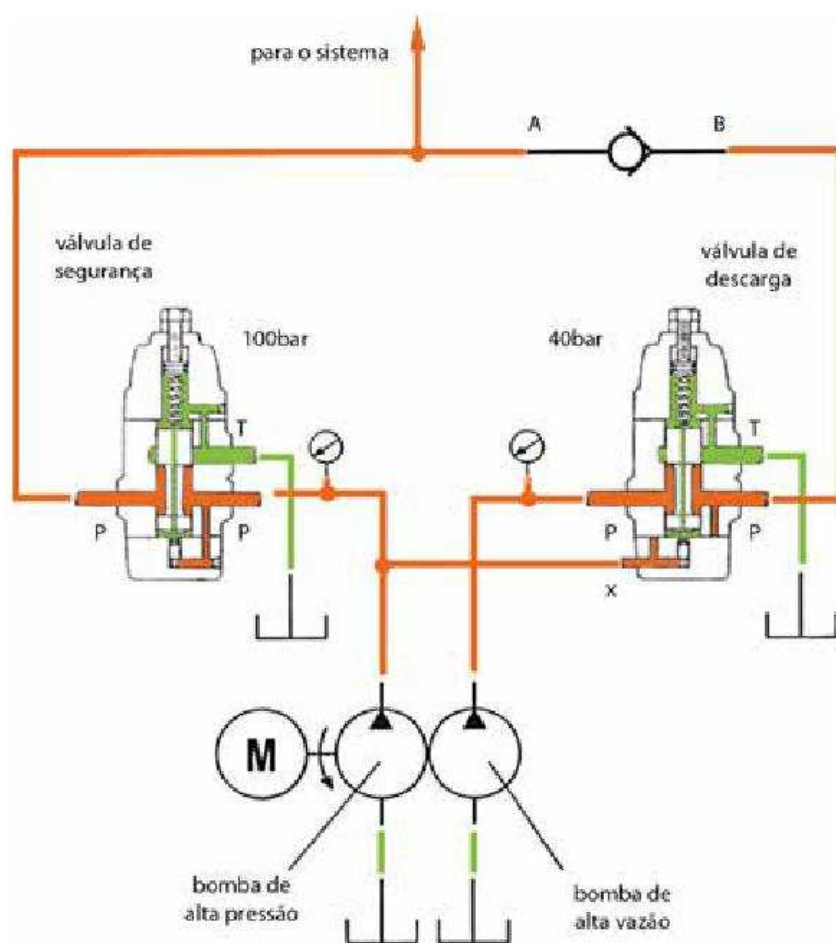 para o sistema
A
B
válvula de
segurança
válvula de
descarga
100bar
40bar
T
T
P
P
P
P
x
M
bomba de
alta pressão
bomba de
alta vazão